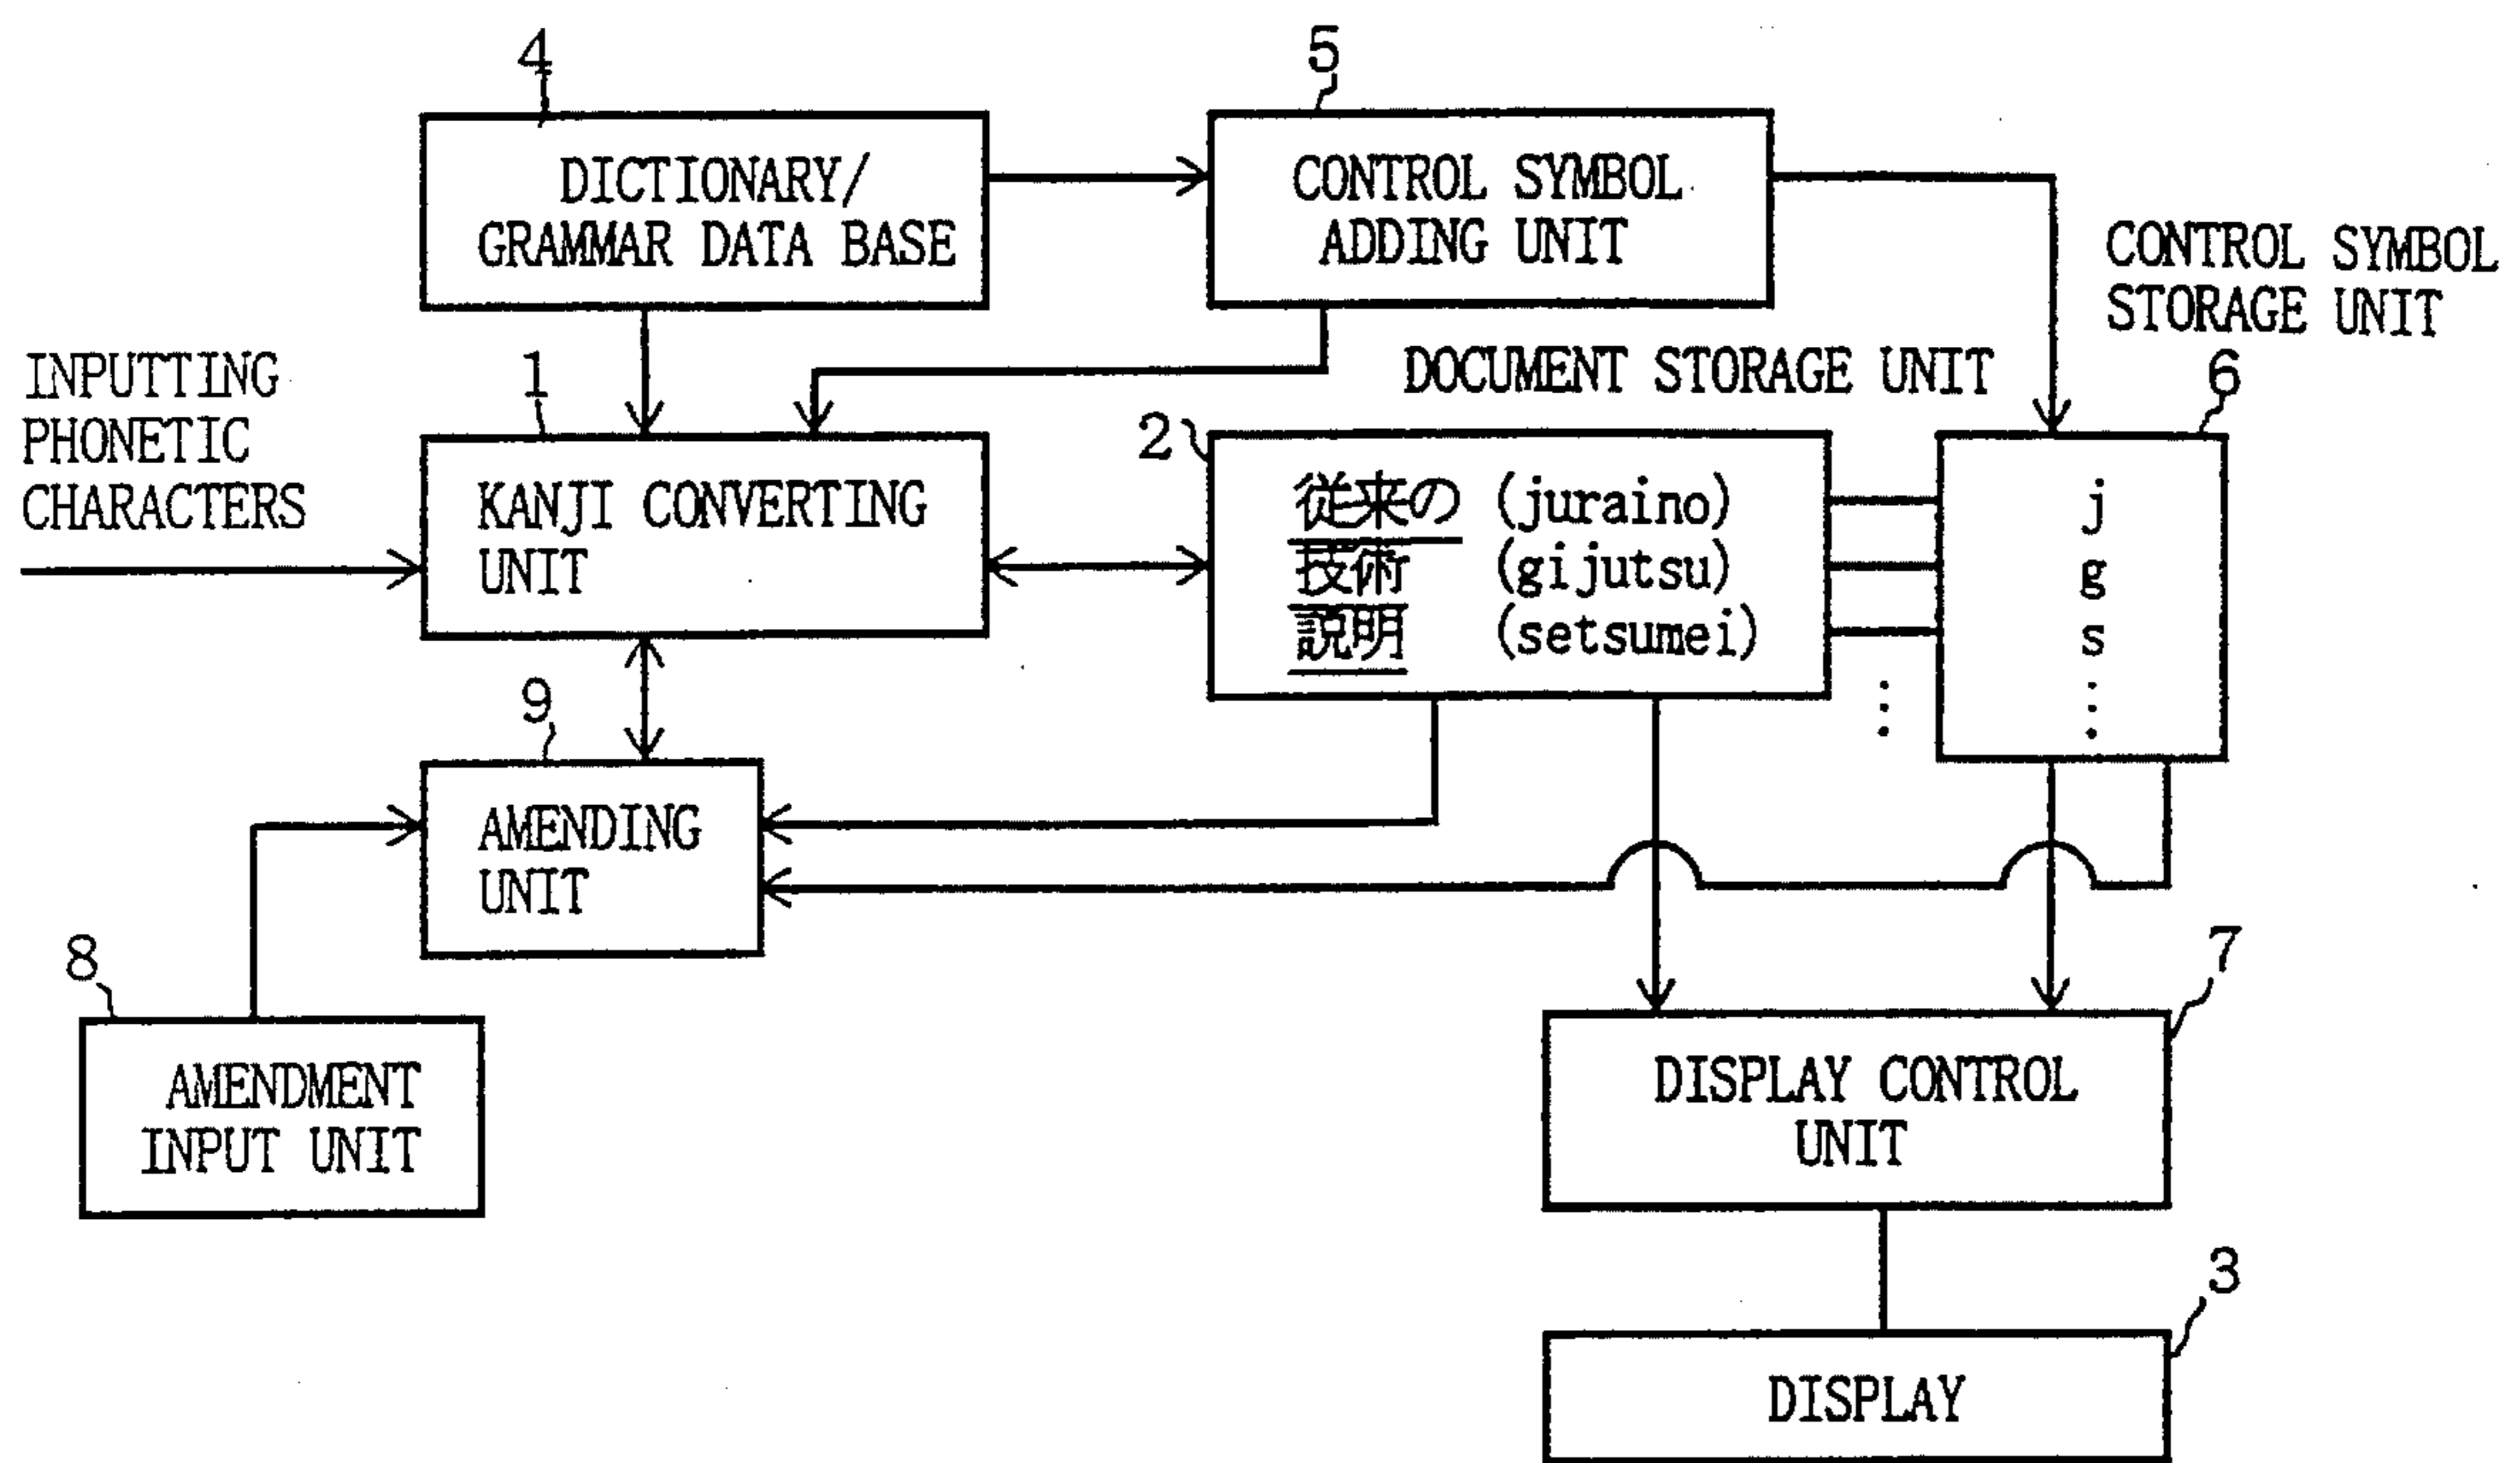 4
DICTIONARY/
GRAMMAR DATA BASE
5
CONTROL SYMBOL
ADDING UNIT
CONTROL SYMBOL
STORAGE UNIT
6
INPUTTING
PHONETIC
CHARACTERS
1
KANJI CONVERTING
UNIT
DOCUMENT STORAGE UNIT
2
従来の (juraino)
技術 (gijutsu)
説明 (setsumei)
j
g
s
9
AMENDING
UNIT
8
AMENDMENT
INPUT UNIT
7
DISPLAY CONTROL
UNIT
3
DISPLAY